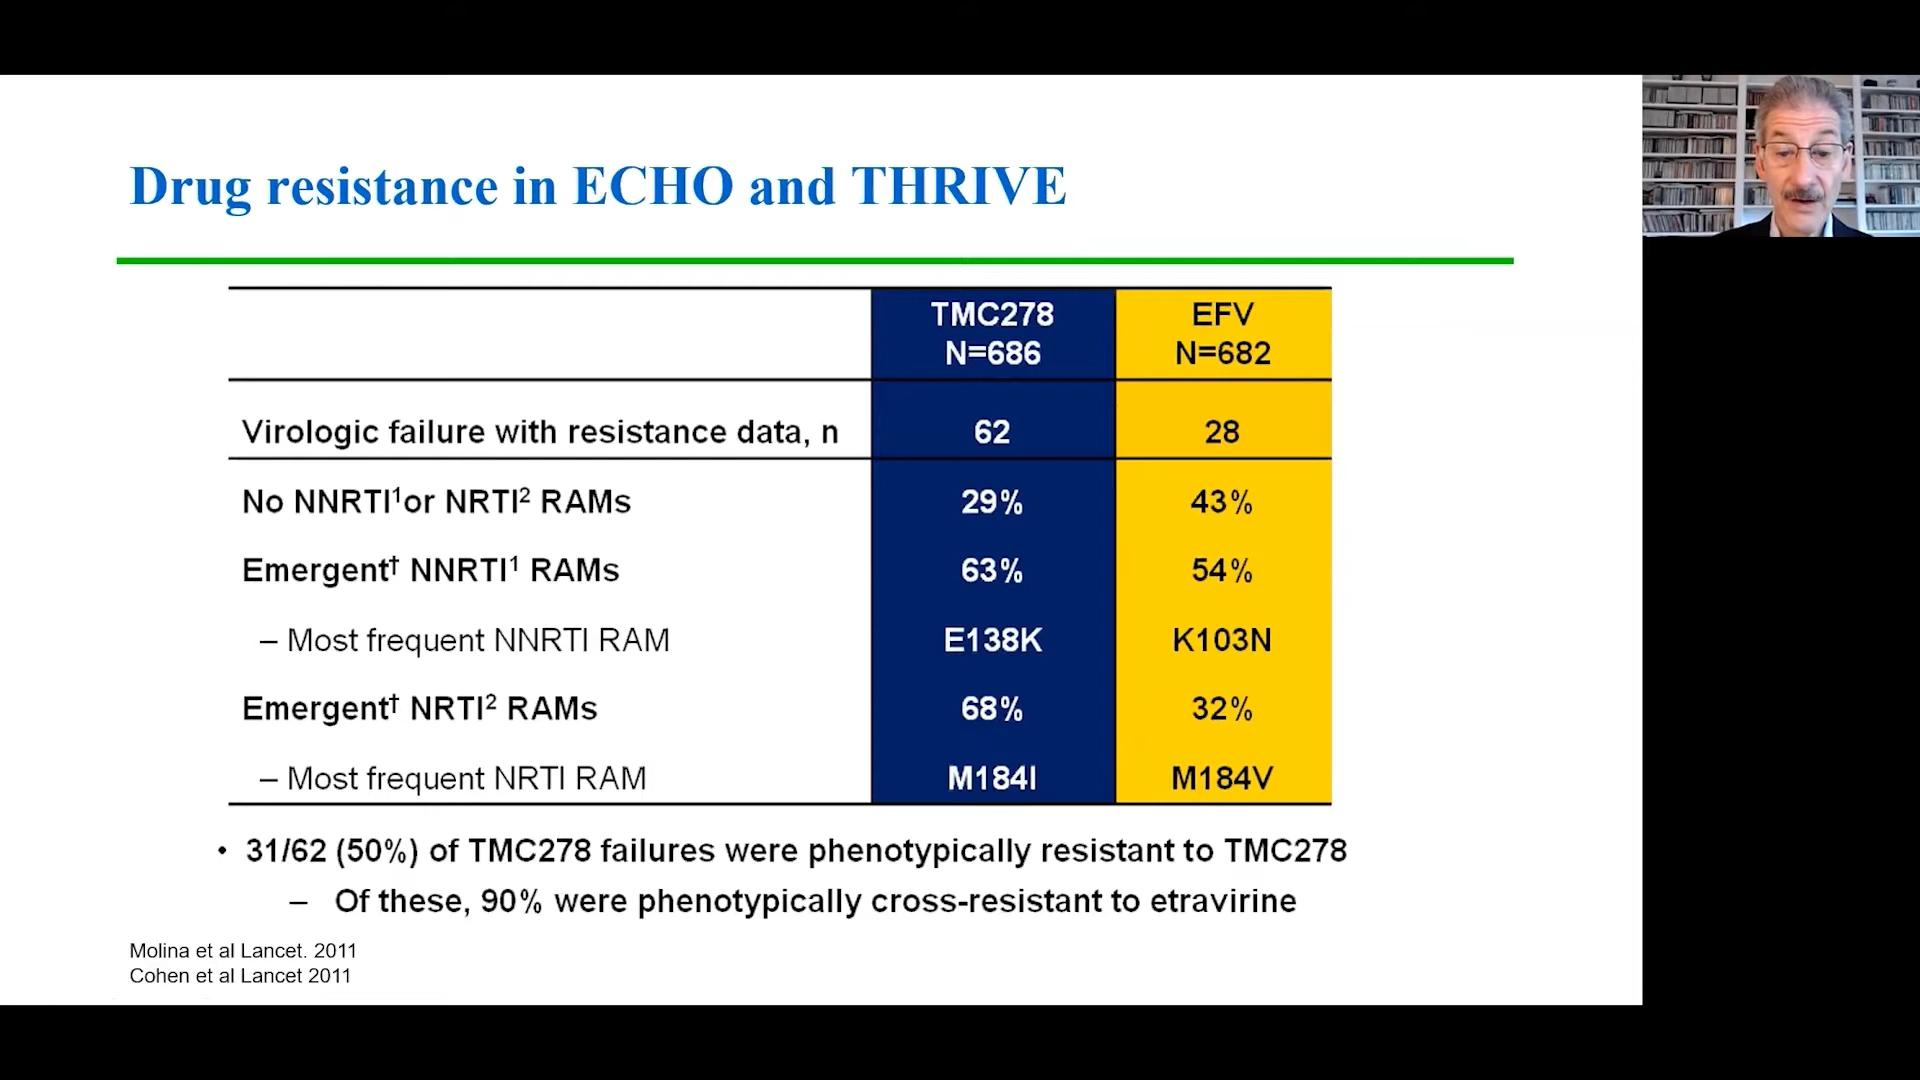 Drug resistance in ECHO and THRIVE
TMC278 EFV
N=686 N=682
Virologic failure with resistance data, n 62 28
No NNRTI¹or NRTI² RAMs 29% 43%
Emergent† NNRTI¹ RAMs 63% 54%
– Most frequent NNRTI RAM E138K K103N
Emergent† NRTI² RAMs 68% 32%
– Most frequent NRTI RAM M184I M184V
• 31/62 (50%) of TMC278 failures were phenotypically resistant to TMC278
– Of these, 90% were phenotypically cross-resistant to etravirine
Molina et al Lancet. 2011
Cohen et al Lancet 2011